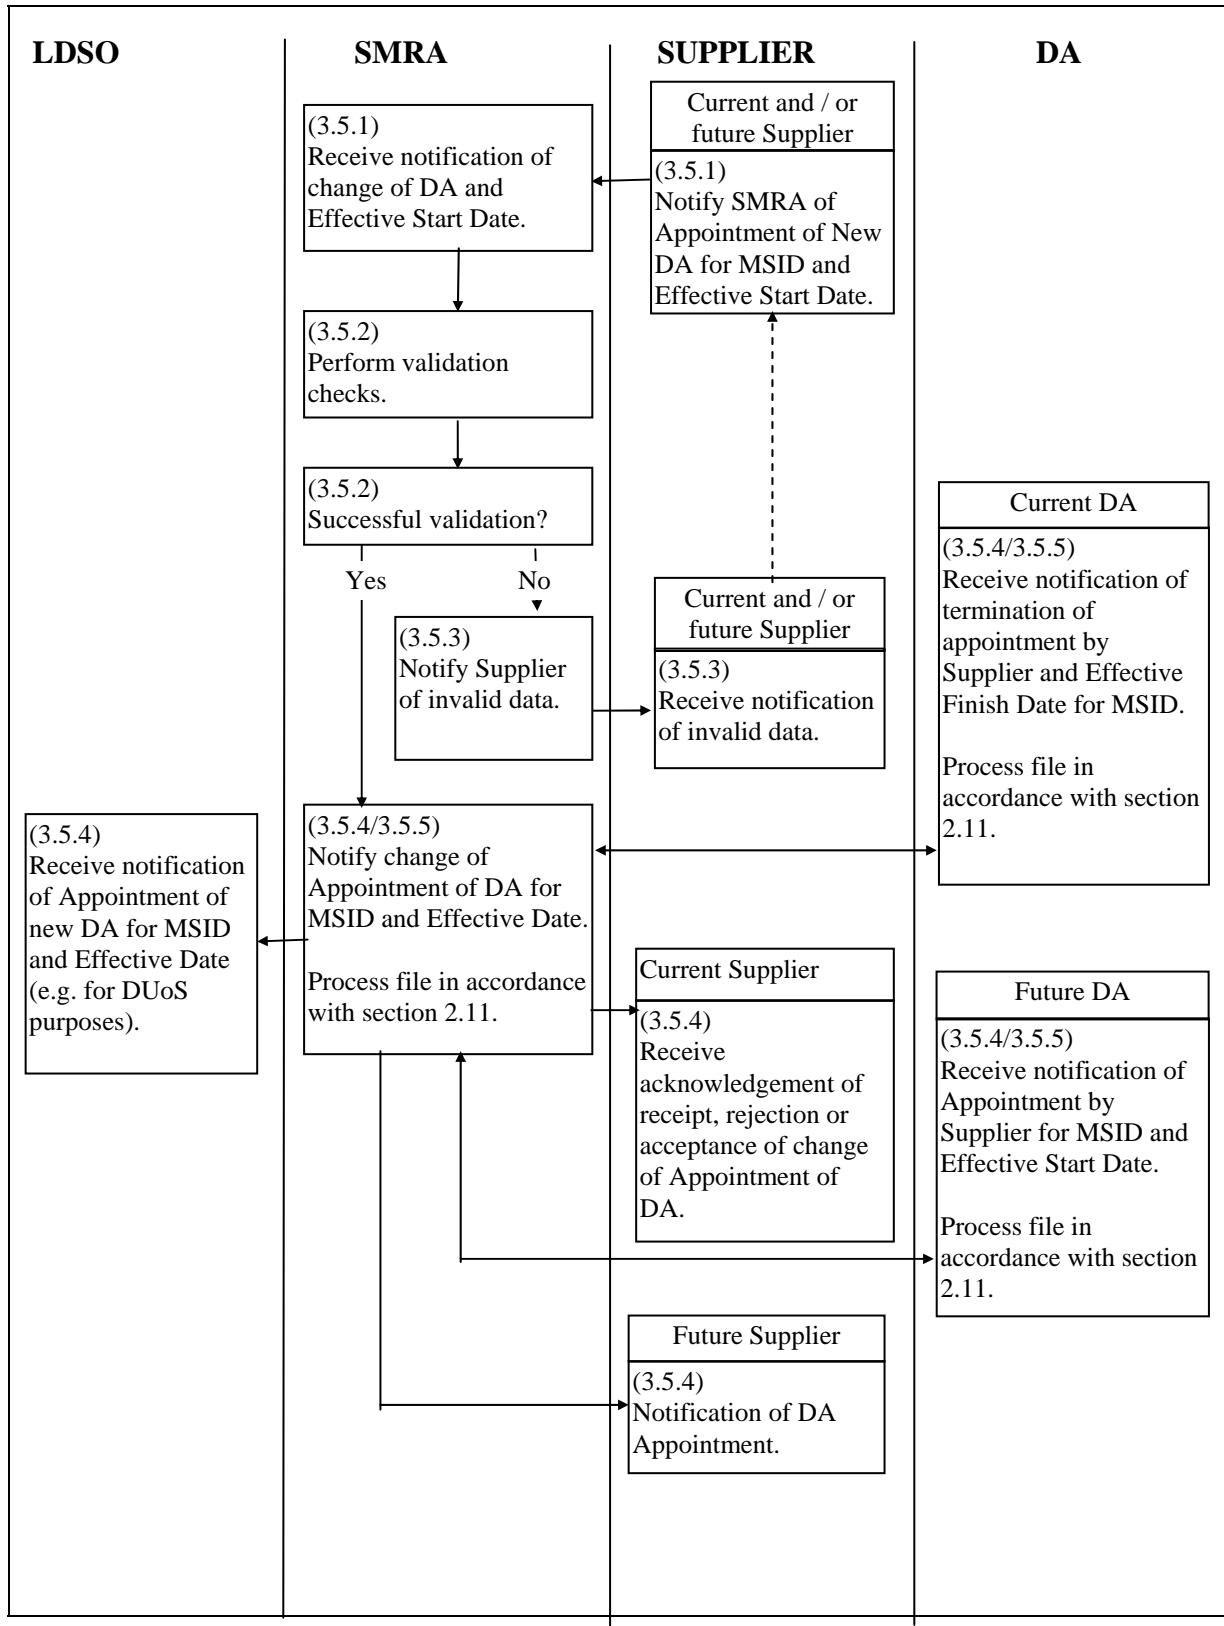 LDSO
SMRA
SUPPLIER
DA
(3.5.1)
Receive notification of
change of DA and
Effective Start Date.
Current and / or
future Supplier
(3.5.1)
Notify SMRA of
Appointment of New
DA for MSID and
Effective Start Date.
(3.5.2)
Perform validation
checks.
(3.5.2)
Successful validation?
Yes
No
(3.5.3)
Notify Supplier
of invalid data.
Current and / or
future Supplier
(3.5.3)
Receive notification
of invalid data.
Current DA
(3.5.4/3.5.5)
Receive notification of
termination of
appointment by
Supplier and Effective
Finish Date for MSID.
Process file in
accordance with section
2.11.
(3.5.4)
Receive notification
of Appointment of
new DA for MSID
and Effective Date
(e.g. for DUoS
purposes).
(3.5.4/3.5.5)
Notify change of
Appointment of DA for
MSID and Effective Date.
Process file in accordance
with section 2.11.
Current Supplier
(3.5.4)
Receive
acknowledgement of
receipt, rejection or
acceptance of change
of Appointment of
DA.
Future DA
(3.5.4/3.5.5)
Receive notification of
Appointment by
Supplier for MSID and
Effective Start Date.
Process file in
accordance with section
2.11.
Future Supplier
(3.5.4)
Notification of DA
Appointment.